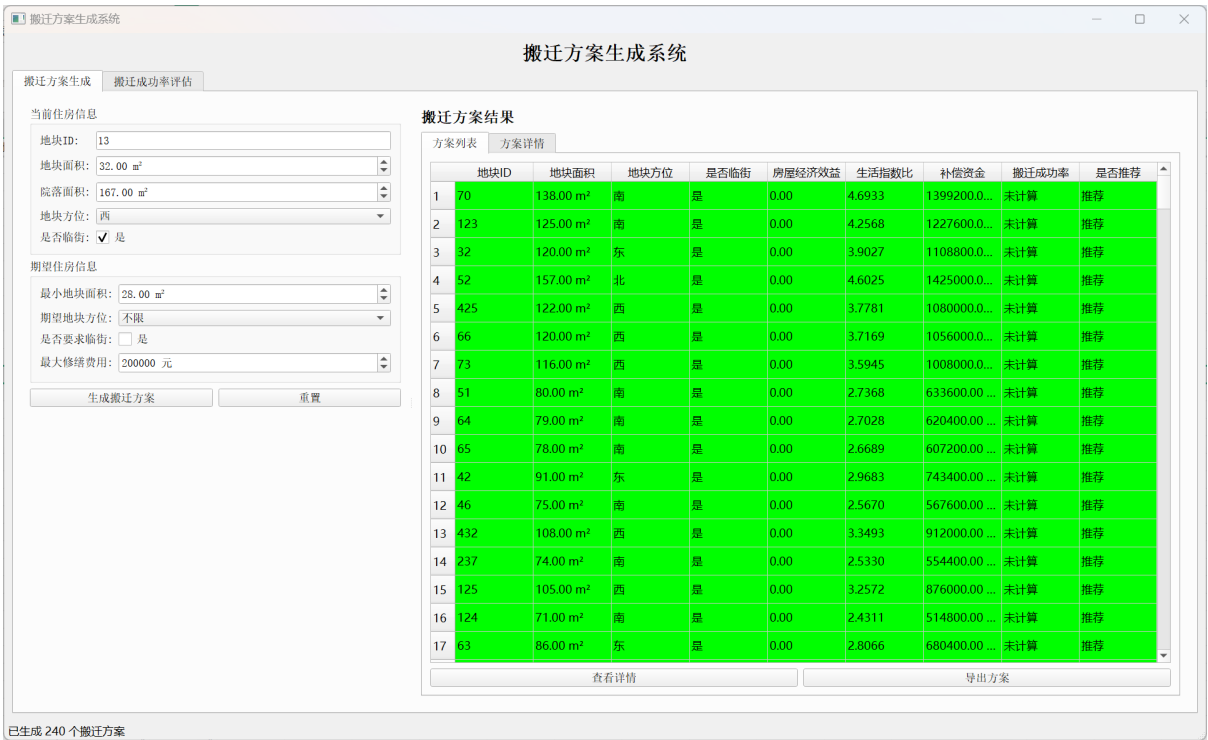 搬迁方案生成系统
搬迁方案生成系统
搬迁方案生成 搬迁成功率评估
当前住房信息
地块ID: 13
地块面积: 32.00 m²
院落面积: 167.00 m²
地块方位: 西
是否临街: 是
期望住房信息
最小地块面积: 28.00 m²
期望地块方位: 不限
是否要求临街: 是
最大修缮费用: 200000 元
生成搬迁方案 重置
搬迁方案结果
方案列表 方案详情
地块ID 地块面积 地块方位 是否临街 房屋经济效益 生活指数比 补偿资金 搬迁成功率 是否推荐
1 70 138.00 m² 南 是 0.00 4.6933 1399200.0... 未计算 推荐
2 123 125.00 m² 南 是 0.00 4.2568 1227600.0... 未计算 推荐
3 32 120.00 m² 东 是 0.00 3.9027 1108800.0... 未计算 推荐
4 52 157.00 m² 北 是 0.00 4.6025 1425000.0... 未计算 推荐
5 425 122.00 m² 西 是 0.00 3.7781 1080000.0... 未计算 推荐
6 66 120.00 m² 西 是 0.00 3.7169 1056000.0... 未计算 推荐
7 73 116.00 m² 西 是 0.00 3.5945 1008000.0... 未计算 推荐
8 51 80.00 m² 南 是 0.00 2.7368 633600.00 ... 未计算 推荐
9 64 79.00 m² 南 是 0.00 2.7028 620400.00 ... 未计算 推荐
10 65 78.00 m² 南 是 0.00 2.6689 607200.00 ... 未计算 推荐
11 42 91.00 m² 东 是 0.00 2.9683 743400.00 ... 未计算 推荐
12 46 75.00 m² 南 是 0.00 2.5670 567600.00 ... 未计算 推荐
13 432 108.00 m² 西 是 0.00 3.3493 912000.00 ... 未计算 推荐
14 237 74.00 m² 南 是 0.00 2.5330 554400.00 ... 未计算 推荐
15 125 105.00 m² 西 是 0.00 3.2572 876000.00 ... 未计算 推荐
16 124 71.00 m² 南 是 0.00 2.4311 514800.00 ... 未计算 推荐
17 63 86.00 m² 东 是 0.00 2.8066 680400.00 ... 未计算 推荐
查看详情 导出方案
已生成 240 个搬迁方案